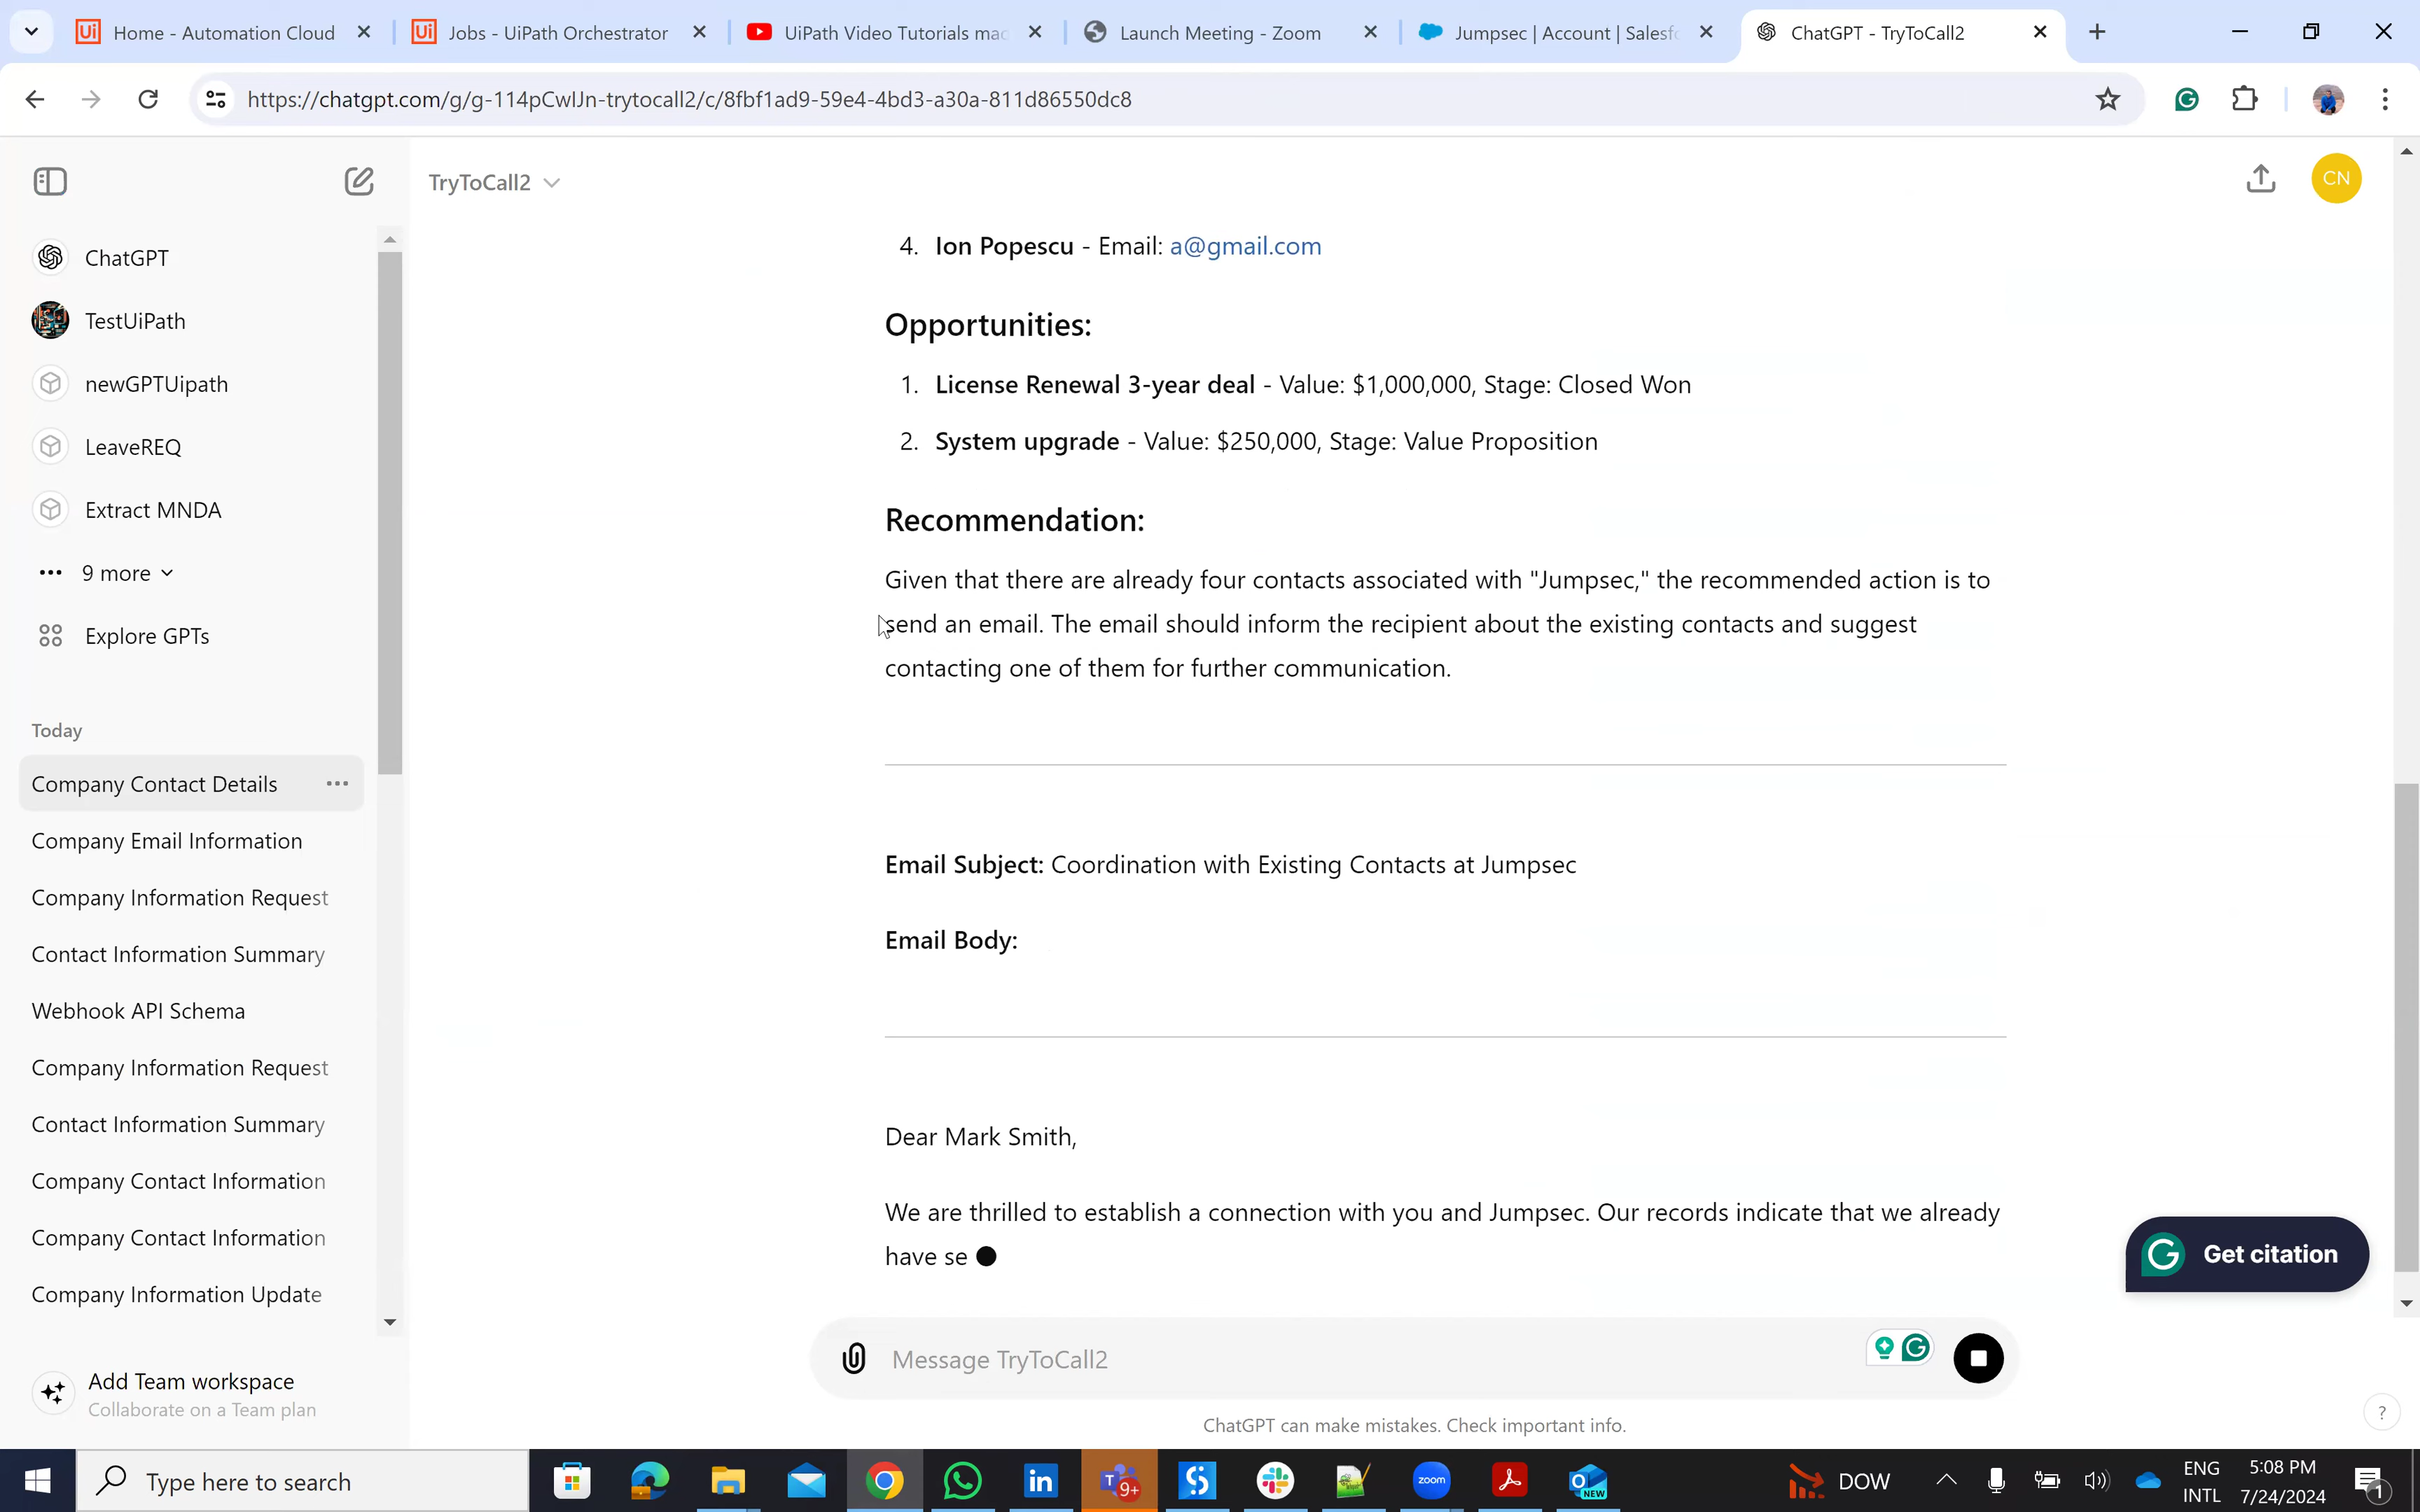 Home - Automation Cloud
Jobs - UiPath Orchestrator
UiPath Video Tutorials mad
Launch Meeting - Zoom
Jumpsec | Account | Salesfo
ChatGPT - TryToCall2
https://chatgpt.com/g/g-114pCwIJn-trytocall2/c/8fbf1ad9-59e4-4bd3-a30a-811d86550dc8
TryToCall2
CN
ChatGPT
TestUiPath
newGPTUipath
LeaveREQ
Extract MNDA
9 more
Explore GPTs
Today
Company Contact Details
Company Email Information
Company Information Request
Contact Information Summary
Webhook API Schema
Company Information Request
Contact Information Summary
Company Contact Information
Company Contact Information
Company Information Update
Add Team workspace
Collaborate on a Team plan
4. Ion Popescu - Email: a@gmail.com
Opportunities:
1. License Renewal 3-year deal - Value: $1,000,000, Stage: Closed Won
2. System upgrade - Value: $250,000, Stage: Value Proposition
Recommendation:
Given that there are already four contacts associated with "Jumpsec," the recommended action is to
send an email. The email should inform the recipient about the existing contacts and suggest
contacting one of them for further communication.
Email Subject: Coordination with Existing Contacts at Jumpsec
Email Body:
Dear Mark Smith,
We are thrilled to establish a connection with you and Jumpsec. Our records indicate that we already
have se
Get citation
Message TryToCall2
ChatGPT can make mistakes. Check important info.
?
Type here to search
9+
zoom
NEW
DOW
ENG
INTL
5:08 PM
7/24/2024
1